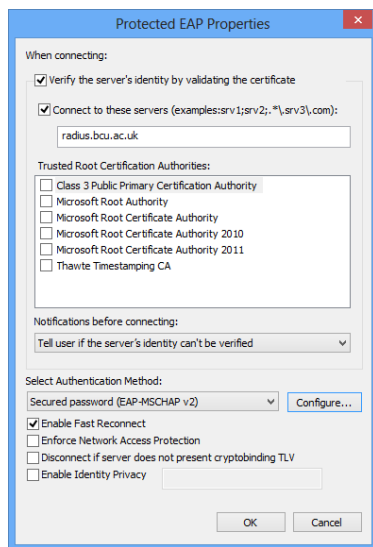 Protected EAP Properties
When connecting:
Verify the server's identity by validating the certificate
Connect to these servers (examples:srv1;srv2;.*\.srv3\.com):
radius.bcu.ac.uk
Trusted Root Certification Authorities:
Class 3 Public Primary Certification Authority
Microsoft Root Authority
Microsoft Root Certificate Authority
Microsoft Root Certificate Authority 2010
Microsoft Root Certificate Authority 2011
Thawte Timestamping CA
Notifications before connecting:
Tell user if the server's identity can't be verified
Select Authentication Method:
Secured password (EAP-MSCHAP v2)
Configure...
Enable Fast Reconnect
Enforce Network Access Protection
Disconnect if server does not present cryptobinding TLV
Enable Identity Privacy
OK
Cancel